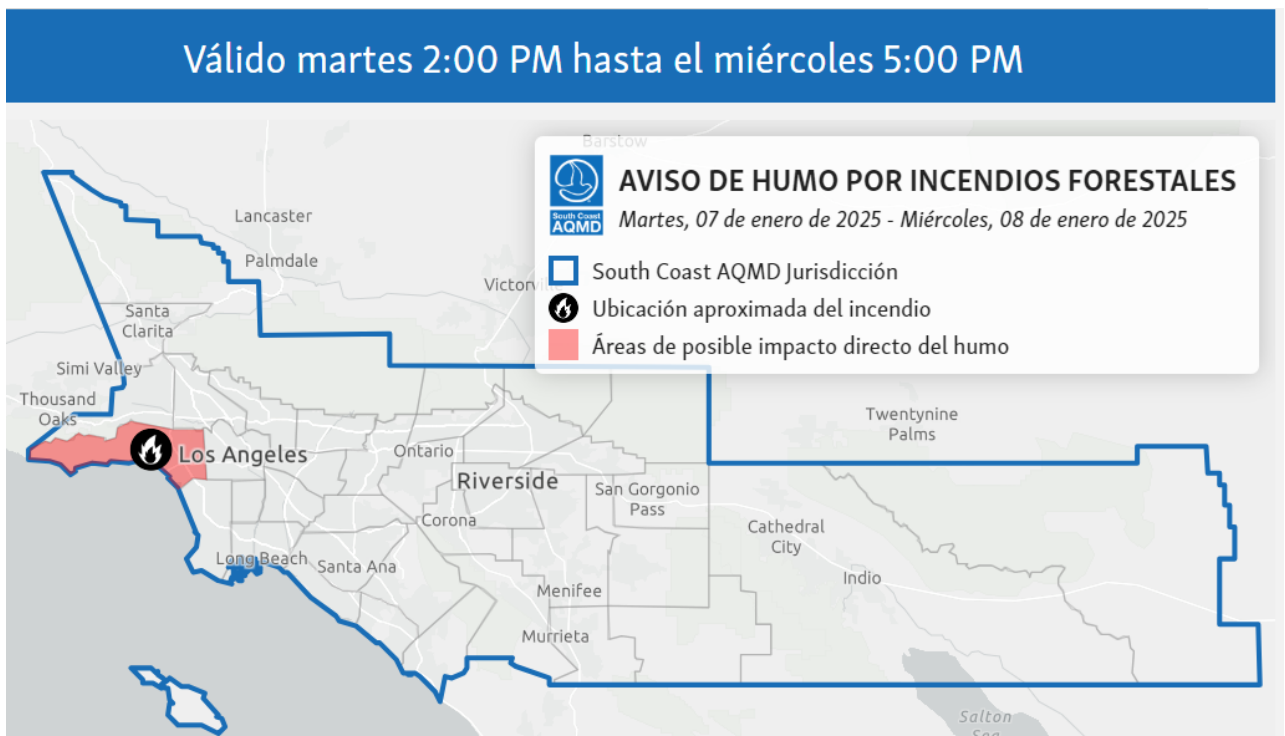 Válido martes 2:00 PM hasta el miércoles 5:00 PM
Barstow
AVISO DE HUMO POR INCENDIOS FORESTALES
South Coast
AQMD
Martes, 07 de enero de 2025 - Miércoles, 08 de enero de 2025
South Coast AQMD Jurisdicción
Ubicación aproximada del incendio
Áreas de posible impacto directo del humo
Lancaster
Palmdale
Victorville
Santa
Clarita
Simi Valley
Thousand
Oaks
Twentynine
Palms
Los Angeles
Ontario
Riverside
San Gorgonio
Pass
Corona
Cathedral
City
Long Beach
Santa Ana
Indio
Menifee
Murrieta
Salton
Sea